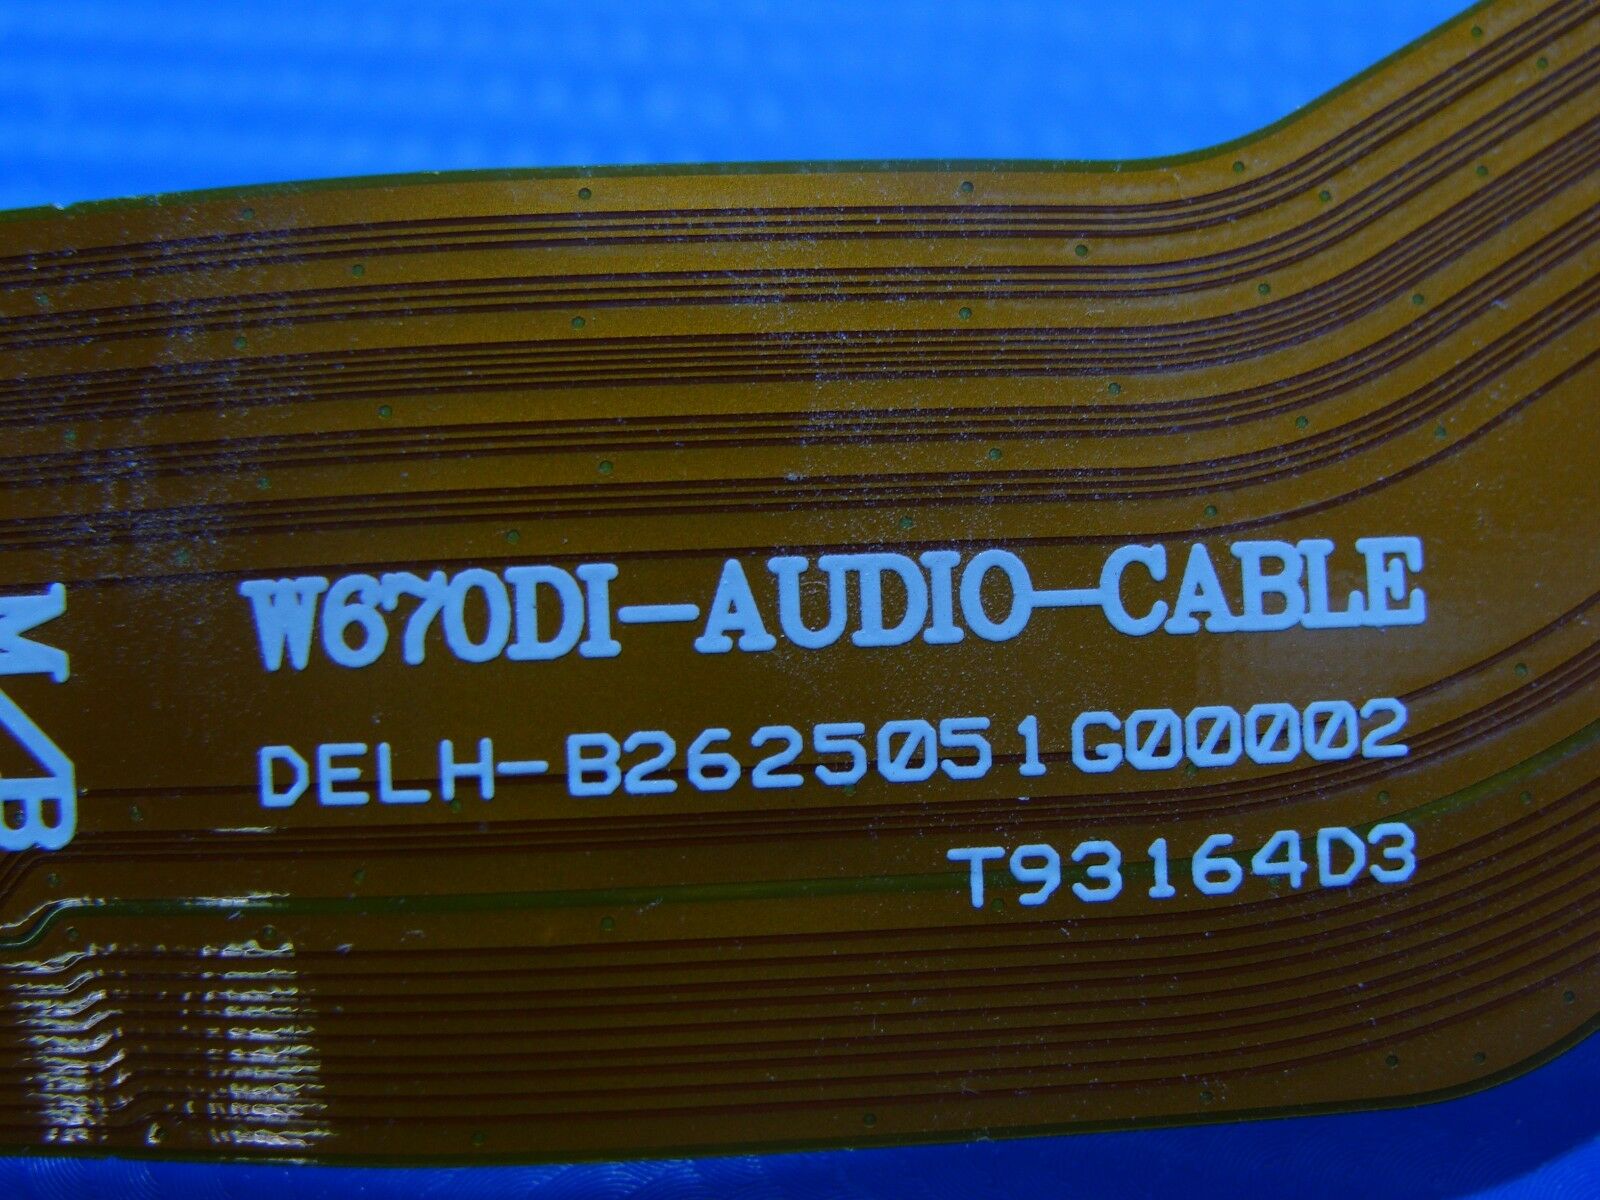 W670DI-AUDIO-CABLE
DELH-B2625051G00002
T93164D3
M/B